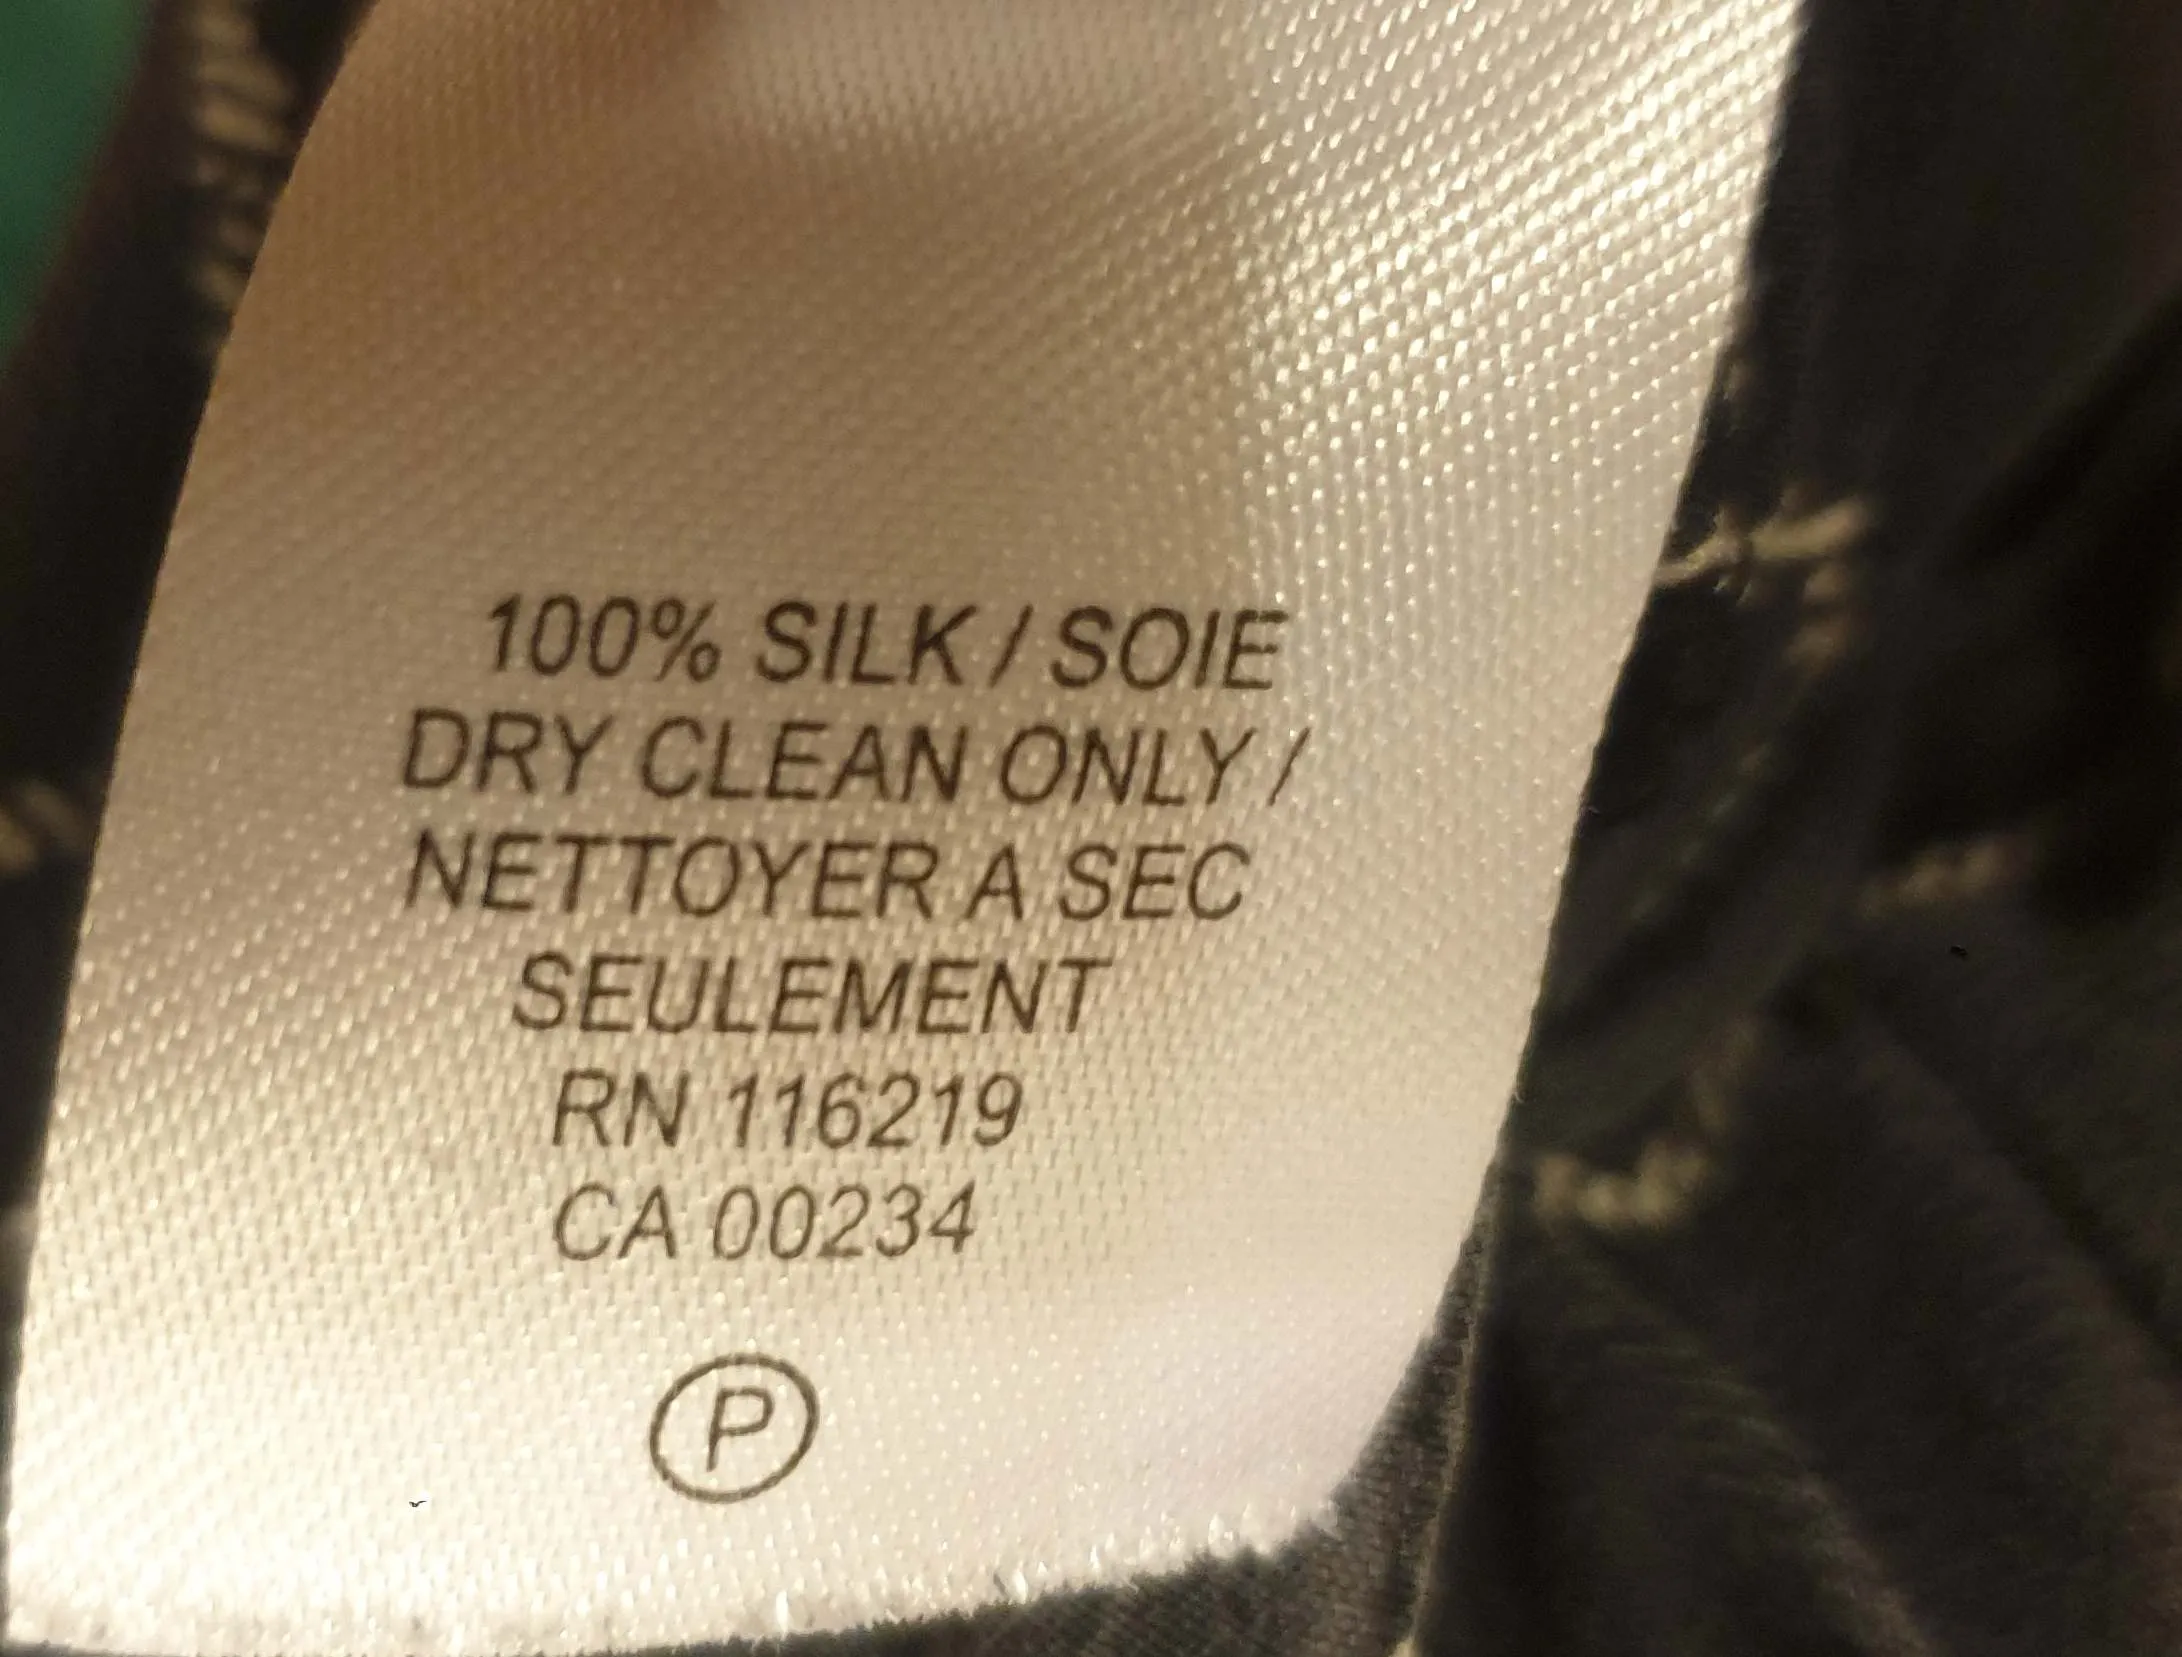 100% SILK / SOIE
DRY CLEAN ONLY /
NETTOYER A SEC
SEULEMENT
RN 116219
CA 00234
P